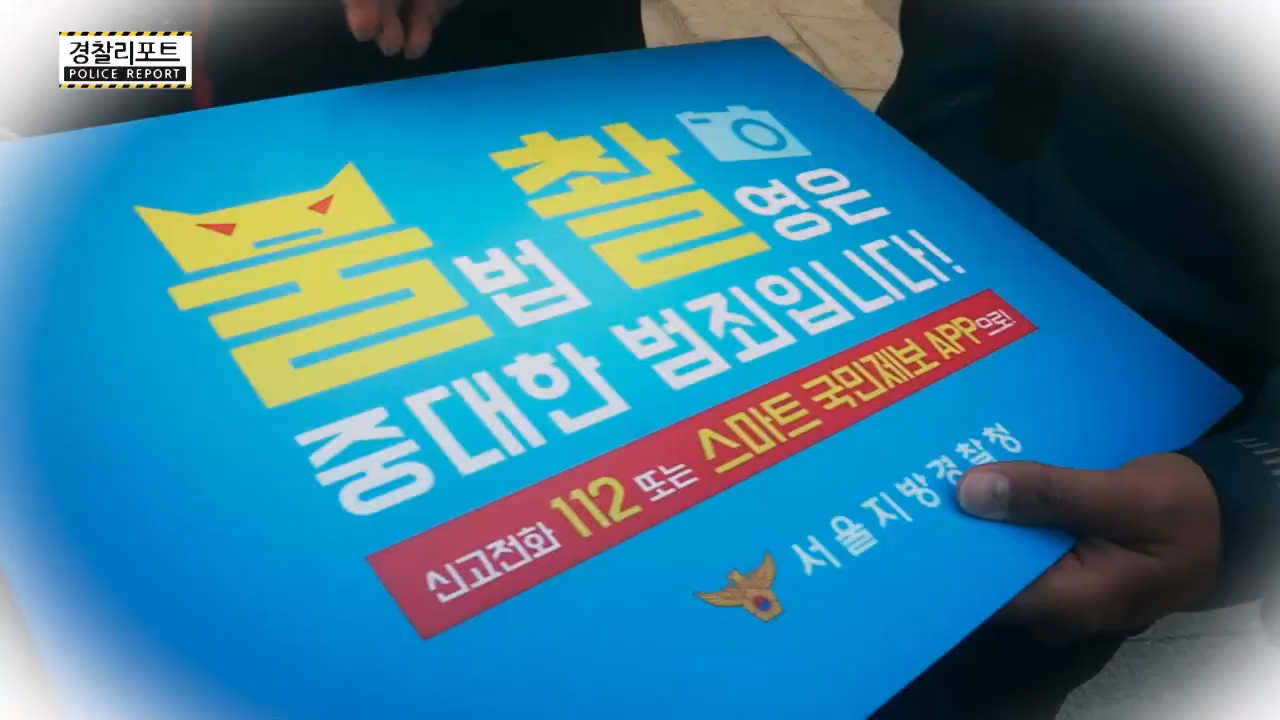 경찰리포트
POLICE REPORT
불법 촬영은
중대한 범죄입니다!
신고전화 112 또는 스마트 국민제보 APP으로!
서울지방경찰청